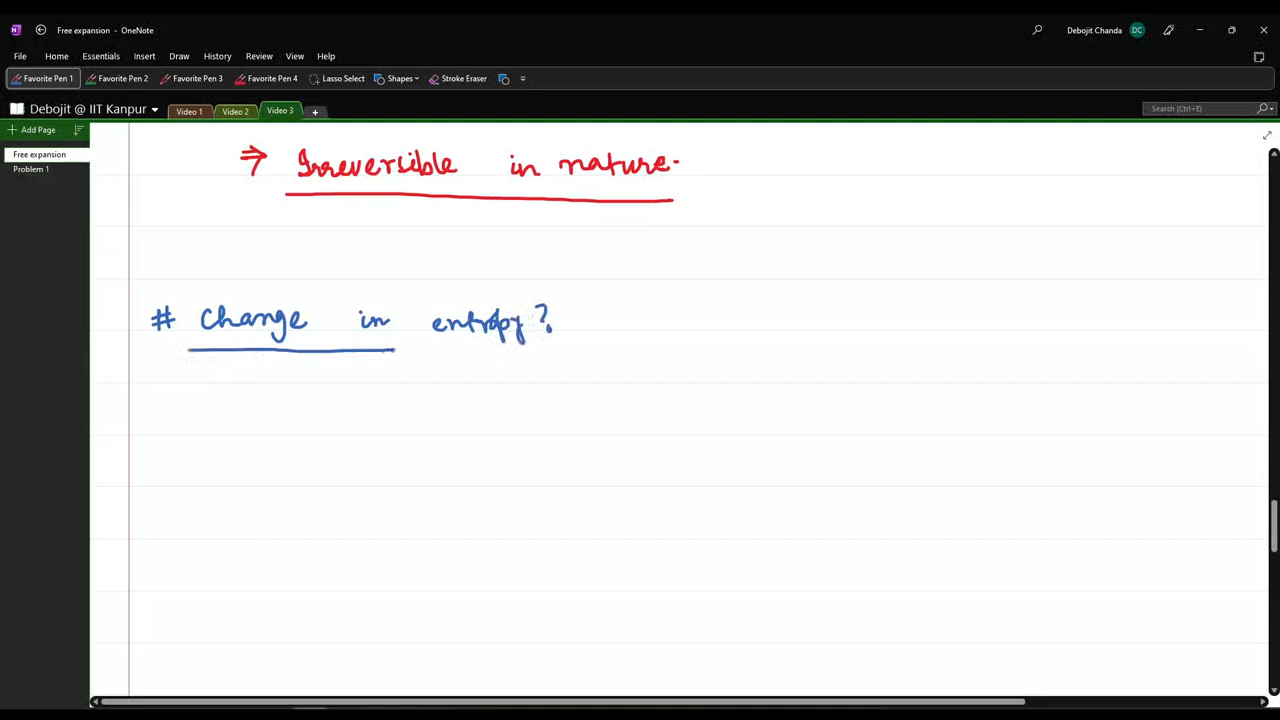 Free expansion - OneNote
Debojit Chanda DC
File Home Essentials Insert Draw History Review View Help
Favorite Pen 1 Favorite Pen 2 Favorite Pen 3 Favorite Pen 4 Lasso Select Shapes Stroke Eraser
Debojit @ IIT Kanpur Video 1 Video 2 Video 3 + Search (Ctrl+E)
+ Add Page
Free expansion
Problem 1
⇒ Irreversible in nature.
# Change in entropy?